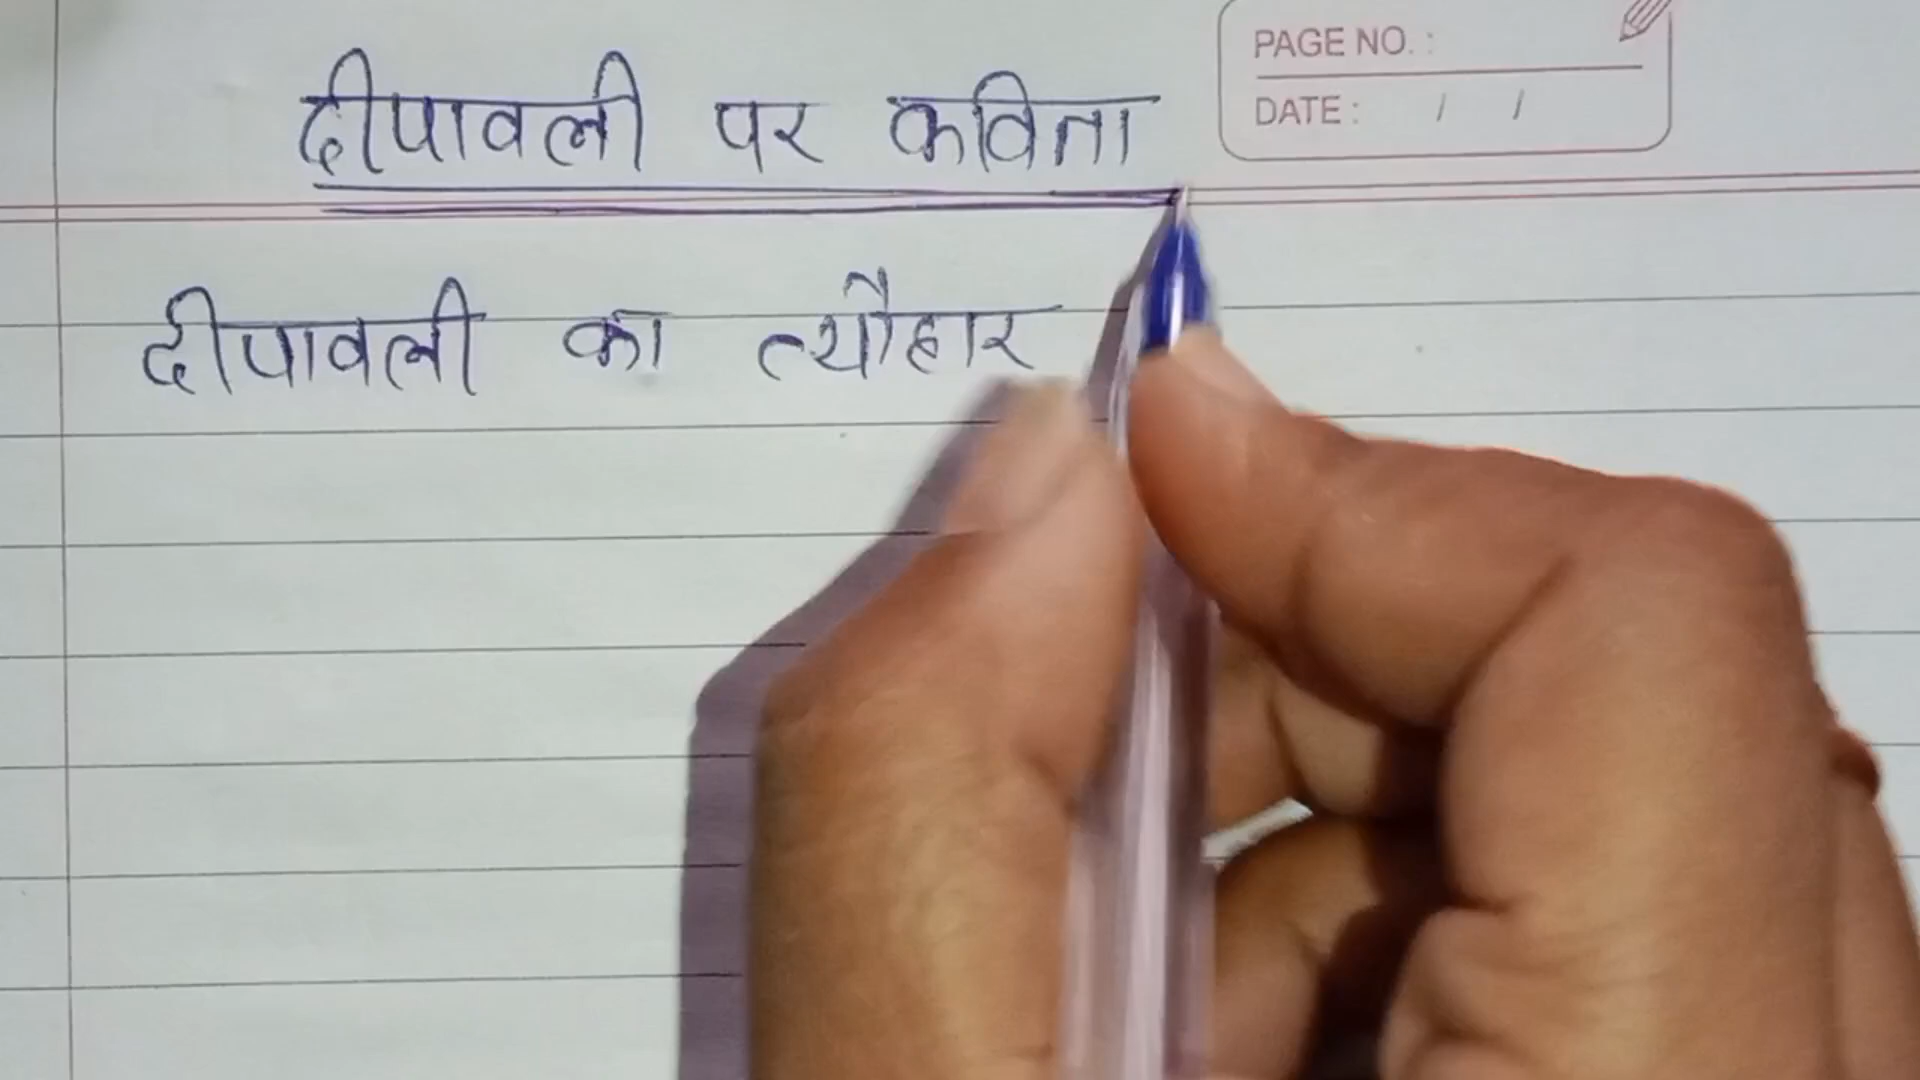 दीपावली पर कविता
PAGE NO. :
DATE : / /
दीपावली का त्यौहार